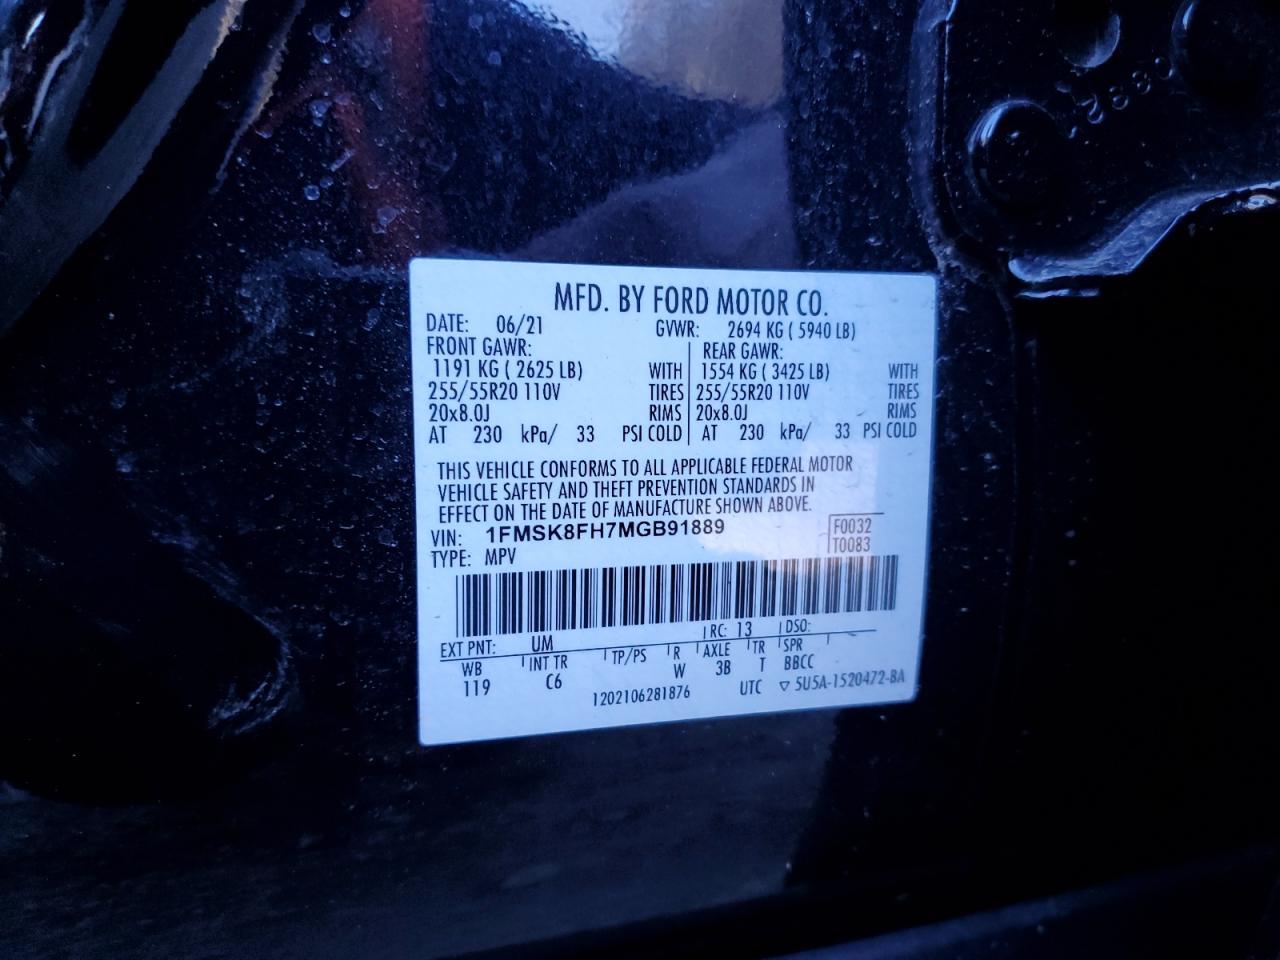 MFD. BY FORD MOTOR CO.
DATE: 06/21 GVWR: 2694 KG ( 5940 LB)
FRONT GAWR: REAR GAWR:
1191 KG ( 2625 LB) WITH 1554 KG ( 3425 LB) WITH
255/55R20 110V TIRES 255/55R20 110V TIRES
20x8.0J RIMS 20x8.0J RIMS
AT 230 kPa/ 33 PSI COLD AT 230 kPa/ 33 PSI COLD
THIS VEHICLE CONFORMS TO ALL APPLICABLE FEDERAL MOTOR
VEHICLE SAFETY AND THEFT PREVENTION STANDARDS IN
EFFECT ON THE DATE OF MANUFACTURE SHOWN ABOVE.
VIN: 1FMSK8FH7MGB91889 F0032
TYPE: MPV T0083
EXT PNT: UM RC: 13 DSO:
WB INT TR TP/PS R AXLE TR SPR
119 C6 W 3B T BBCC
1202106281876 UTC ▽ 5U5A-1520472-BA